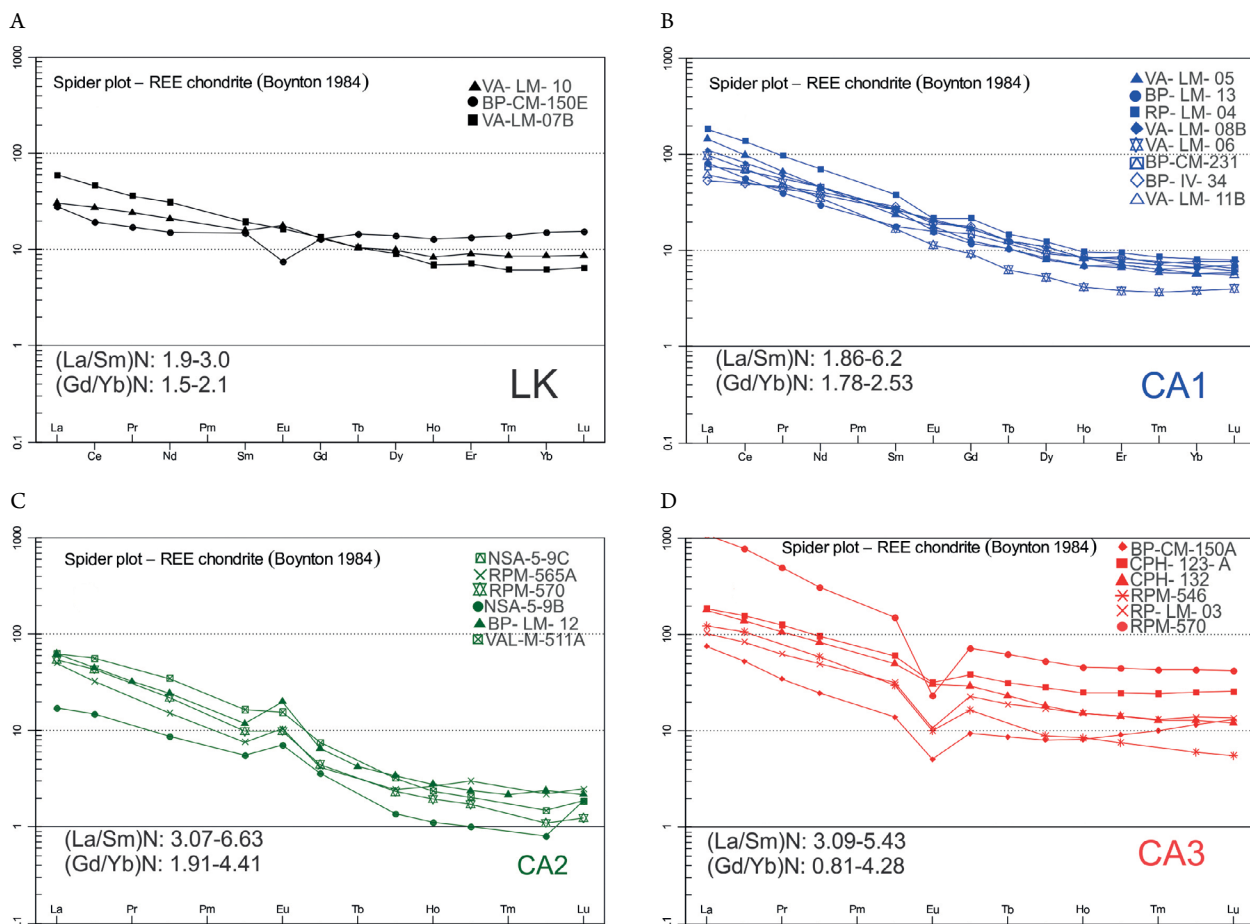 A
Spider plot – REE chondrite (Boynton 1984)
VA- LM- 10
BP-CM-150E
VA-LM-07B
1000
100
10
1
0.1
(La/Sm)N: 1.9-3.0
(Gd/Yb)N: 1.5-2.1
LK
La Pr Pm Eu Tb Ho Tm Lu
Ce Nd Sm Gd Dy Er Yb
B
Spider plot – REE chondrite (Boynton 1984)
VA- LM- 05
BP- LM- 13
RP- LM- 04
VA- LM- 08B
VA- LM- 06
BP-CM-231
BP- IV- 34
VA- LM- 11B
1000
100
10
1
0.1
(La/Sm)N: 1.86-6.2
(Gd/Yb)N: 1.78-2.53
CA1
La Pr Pm Eu Tb Ho Tm Lu
Ce Nd Sm Gd Dy Er Yb
C
Spider plot – REE chondrite (Boynton 1984)
NSA-5-9C
RPM-565A
RPM-570
NSA-5-9B
BP- LM- 12
VAL-M-511A
1000
100
10
1
0.1
(La/Sm)N: 3.07-6.63
(Gd/Yb)N: 1.91-4.41
CA2
La Pr Pm Eu Tb Ho Tm Lu
D
Spider plot – REE chondrite (Boynton 1984)
BP-CM-150A
CPH- 123- A
CPH- 132
RPM-546
RP- LM- 03
RPM-570
1000
100
10
1
0.1
(La/Sm)N: 3.09-5.43
(Gd/Yb)N: 0.81-4.28
CA3
La Pr Pm Eu Tb Ho Tm Lu